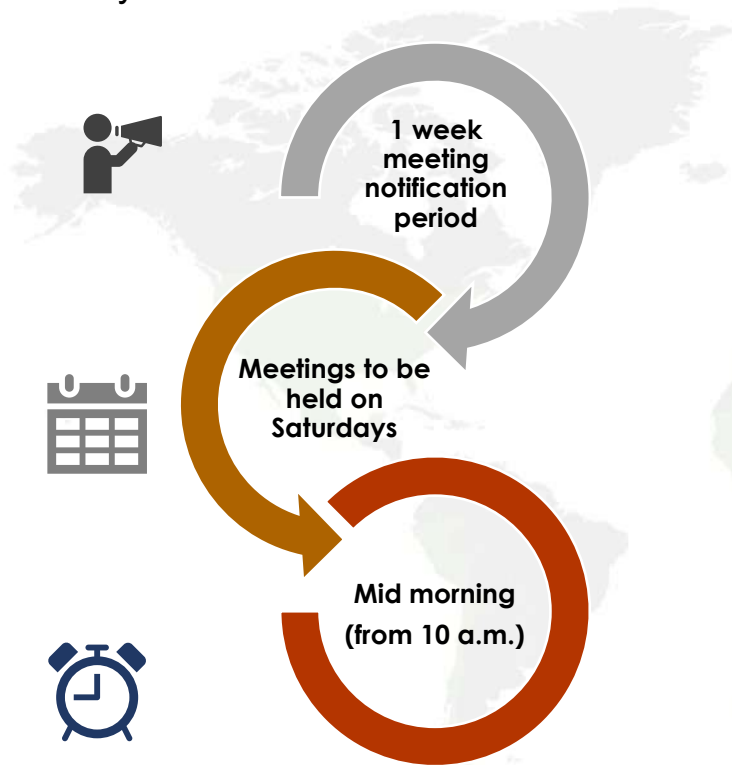 1 week
meeting
notification
period
Meetings to be
held on
Saturdays
Mid morning
(from 10 a.m.)